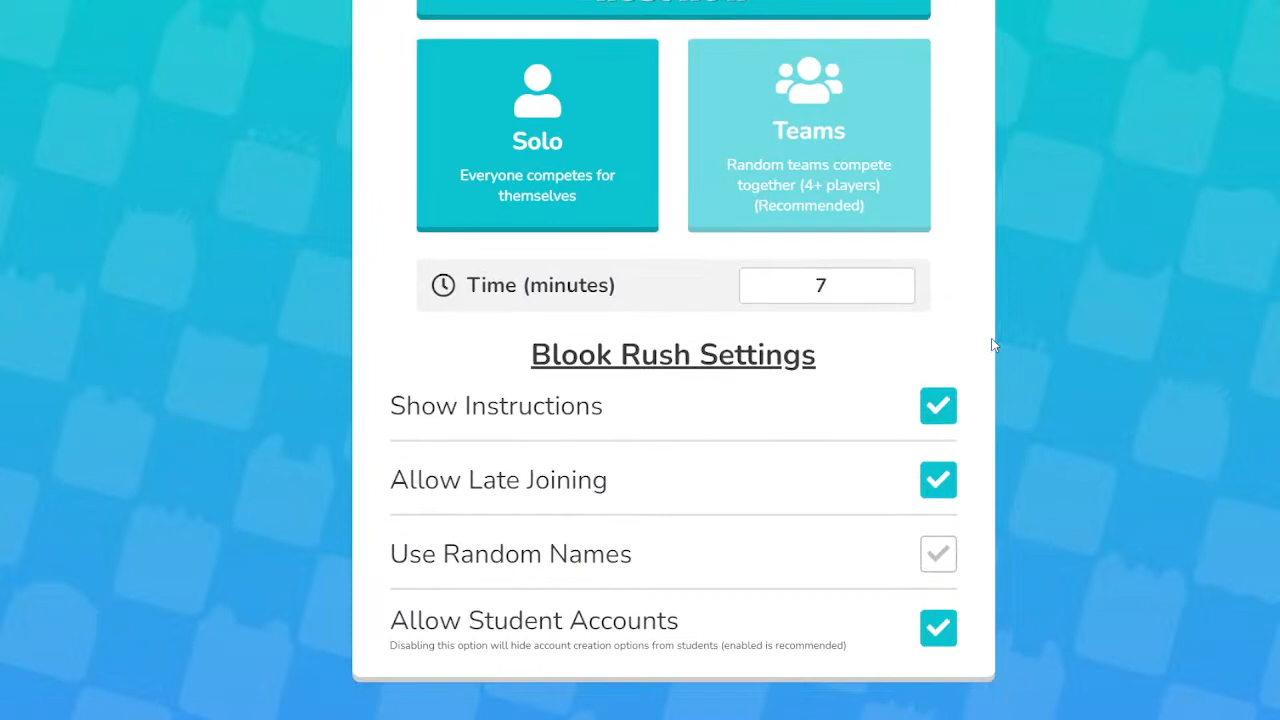 Solo
Everyone competes for
themselves
Teams
Random teams compete
together (4+ players)
(Recommended)
Time (minutes)
7
Blook Rush Settings
Show Instructions
Allow Late Joining
Use Random Names
Allow Student Accounts
Disabling this option will hide account creation options from students (enabled is recommended)